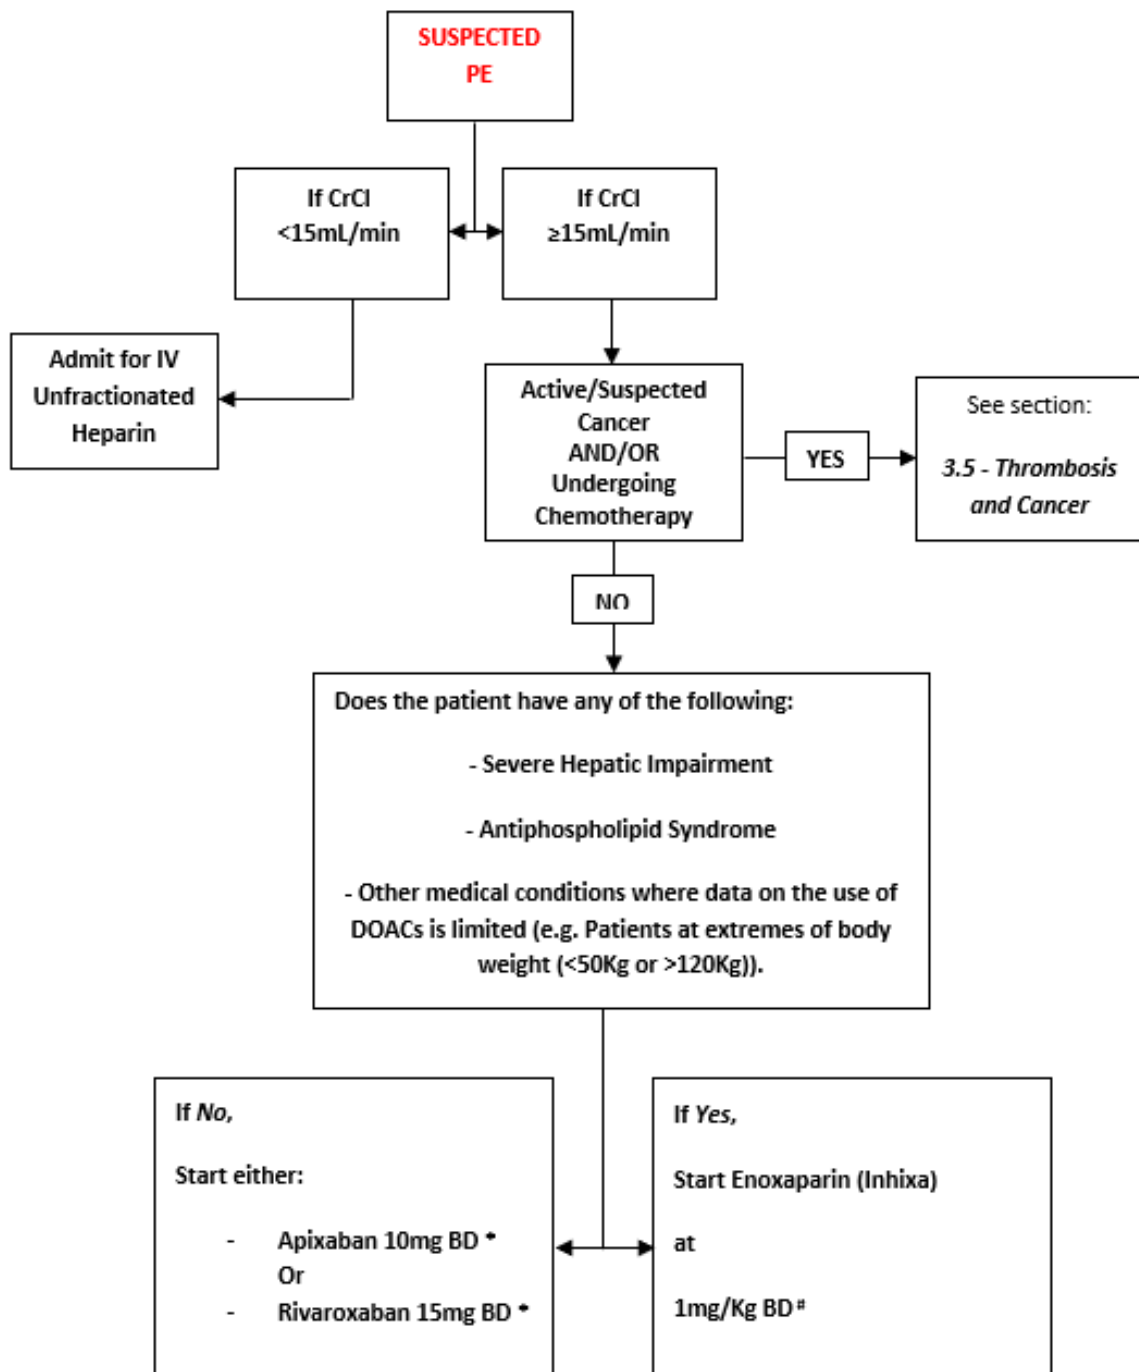 SUSPECTED
PE
If CrCl
<15mL/min
If CrCl
≥15mL/min
Admit for IV
Unfractionated
Heparin
Active/Suspected
Cancer
AND/OR
Undergoing
Chemotherapy
YES
See section:
3.5 - Thrombosis
and Cancer
NO
Does the patient have any of the following:
- Severe Hepatic Impairment
- Antiphospholipid Syndrome
- Other medical conditions where data on the use of
DOACs is limited (e.g. Patients at extremes of body
weight (<50Kg or >120Kg)).
If No,
Start either:
- Apixaban 10mg BD *
Or
- Rivaroxaban 15mg BD *
If Yes,
Start Enoxaparin (Inhixa)
at
1mg/Kg BD #